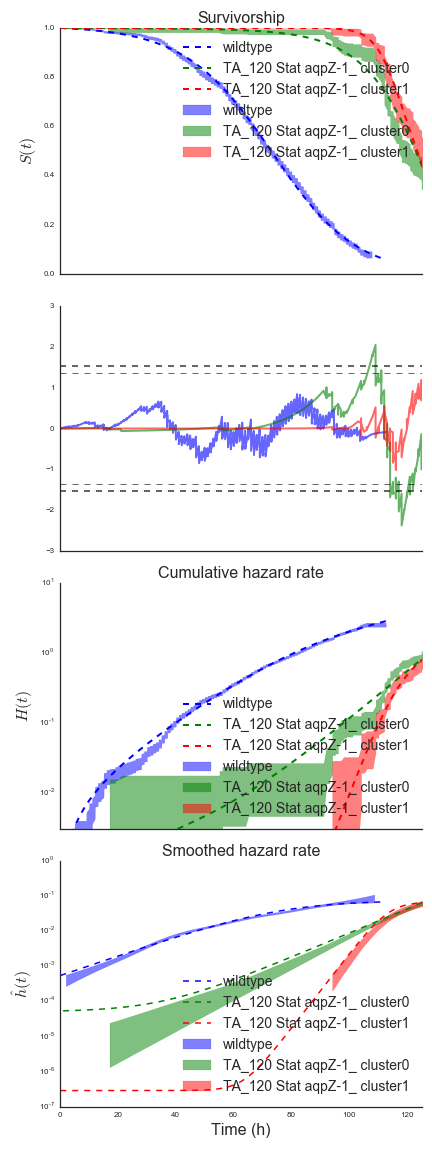 Survivorship
1.0
wildtype
TA_120 Stat aqpZ-1_ cluster0
0.8
TA_120 Stat aqpZ-1_ cluster1
wildtype
0.6
TA_120 Stat aqpZ-1_ cluster0
TA_120 Stat aqpZ-1_ cluster1
S(t)
0.4
0.2
0.0
3
2
1
0
−1
−2
−3
Cumulative hazard rate
10^1
10^0
H(t)
wildtype
10^-1
TA_120 Stat aqpZ-1_ cluster0
TA_120 Stat aqpZ-1_ cluster1
wildtype
TA_120 Stat aqpZ-1_ cluster0
10^-2
TA_120 Stat aqpZ-1_ cluster1
Smoothed hazard rate
10^0
10^-1
10^-2
10^-3
ĥ(t)
wildtype
10^-4
TA_120 Stat aqpZ-1_ cluster0
TA_120 Stat aqpZ-1_ cluster1
10^-5
wildtype
TA_120 Stat aqpZ-1_ cluster0
10^-6
TA_120 Stat aqpZ-1_ cluster1
10^-7
0 20 40 60 80 100 120
Time (h)